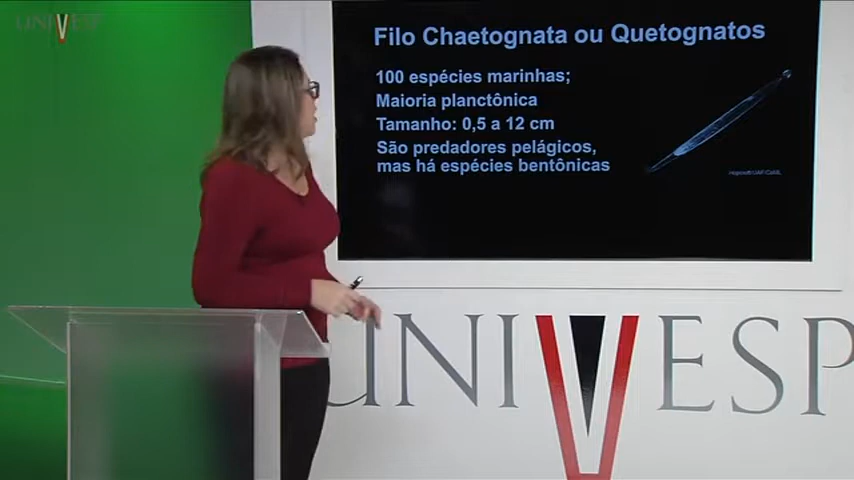 UNIVESP
Filo Chaetognata ou Quetognatos
100 espécies marinhas;
Maioria planctônica
Tamanho: 0,5 a 12 cm
São predadores pelágicos,
mas há espécies bentônicas
UNIVESP